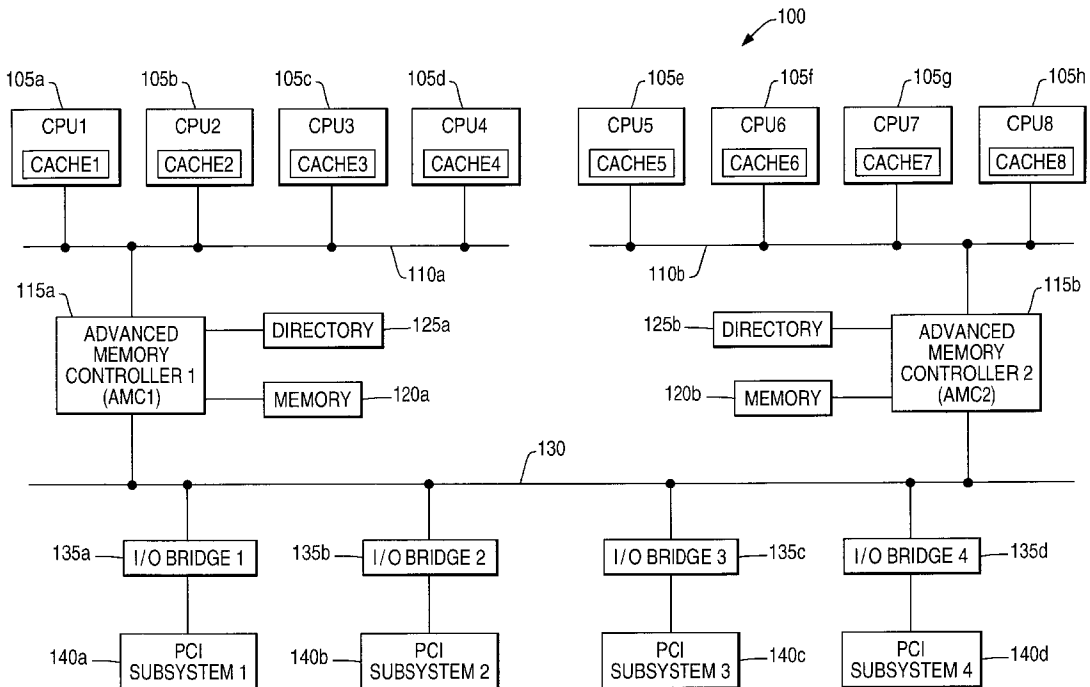 100
105a
105b
105c
105d
105e
105f
105g
105h
CPU1
CPU2
CPU3
CPU4
CPU5
CPU6
CPU7
CPU8
CACHE1
CACHE2
CACHE3
CACHE4
CACHE5
CACHE6
CACHE7
CACHE8
110a
110b
115a
115b
ADVANCED
MEMORY
CONTROLLER 1
(AMC1)
DIRECTORY
125a
MEMORY
120a
125b
DIRECTORY
120b
MEMORY
ADVANCED
MEMORY
CONTROLLER 2
(AMC2)
130
135a
I/O BRIDGE 1
135b
I/O BRIDGE 2
I/O BRIDGE 3
135c
I/O BRIDGE 4
135d
140a
PCI
SUBSYSTEM 1
140b
PCI
SUBSYSTEM 2
PCI
SUBSYSTEM 3
140c
PCI
SUBSYSTEM 4
140d